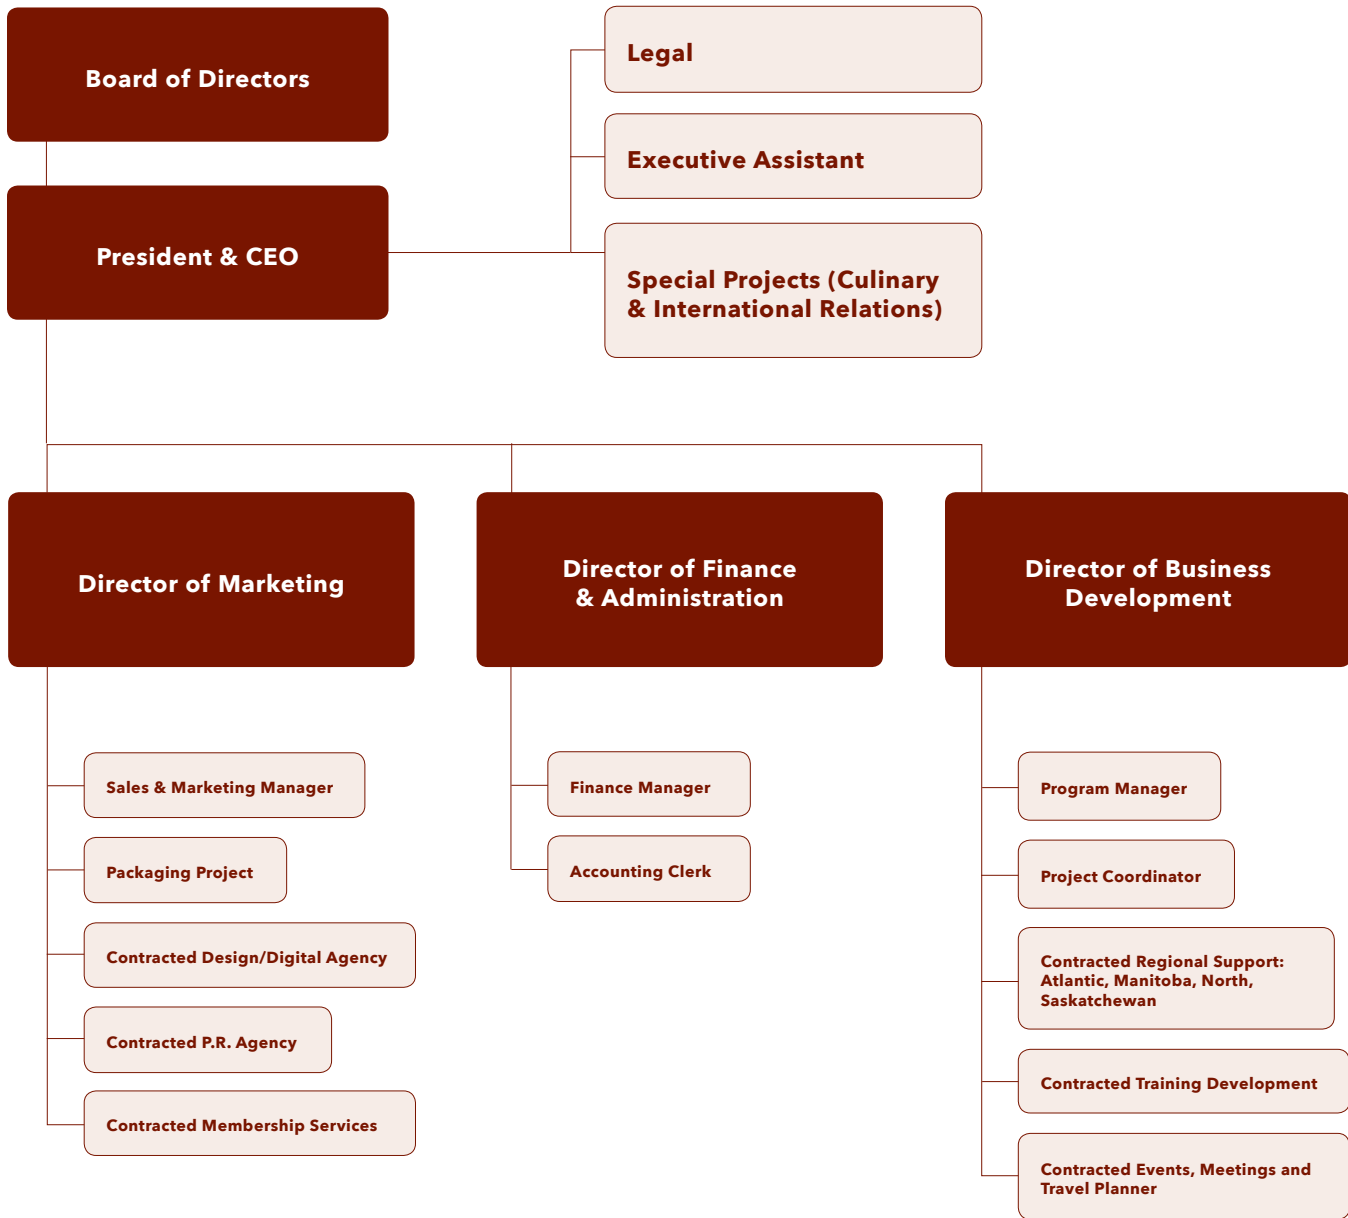 Board of Directors
President & CEO
Legal
Executive Assistant
Special Projects (Culinary
& International Relations)
Director of Marketing
Sales & Marketing Manager
Packaging Project
Contracted Design/Digital Agency
Contracted P.R. Agency
Contracted Membership Services
Director of Finance
& Administration
Finance Manager
Accounting Clerk
Director of Business
Development
Program Manager
Project Coordinator
Contracted Regional Support:
Atlantic, Manitoba, North,
Saskatchewan
Contracted Training Development
Contracted Events, Meetings and
Travel Planner